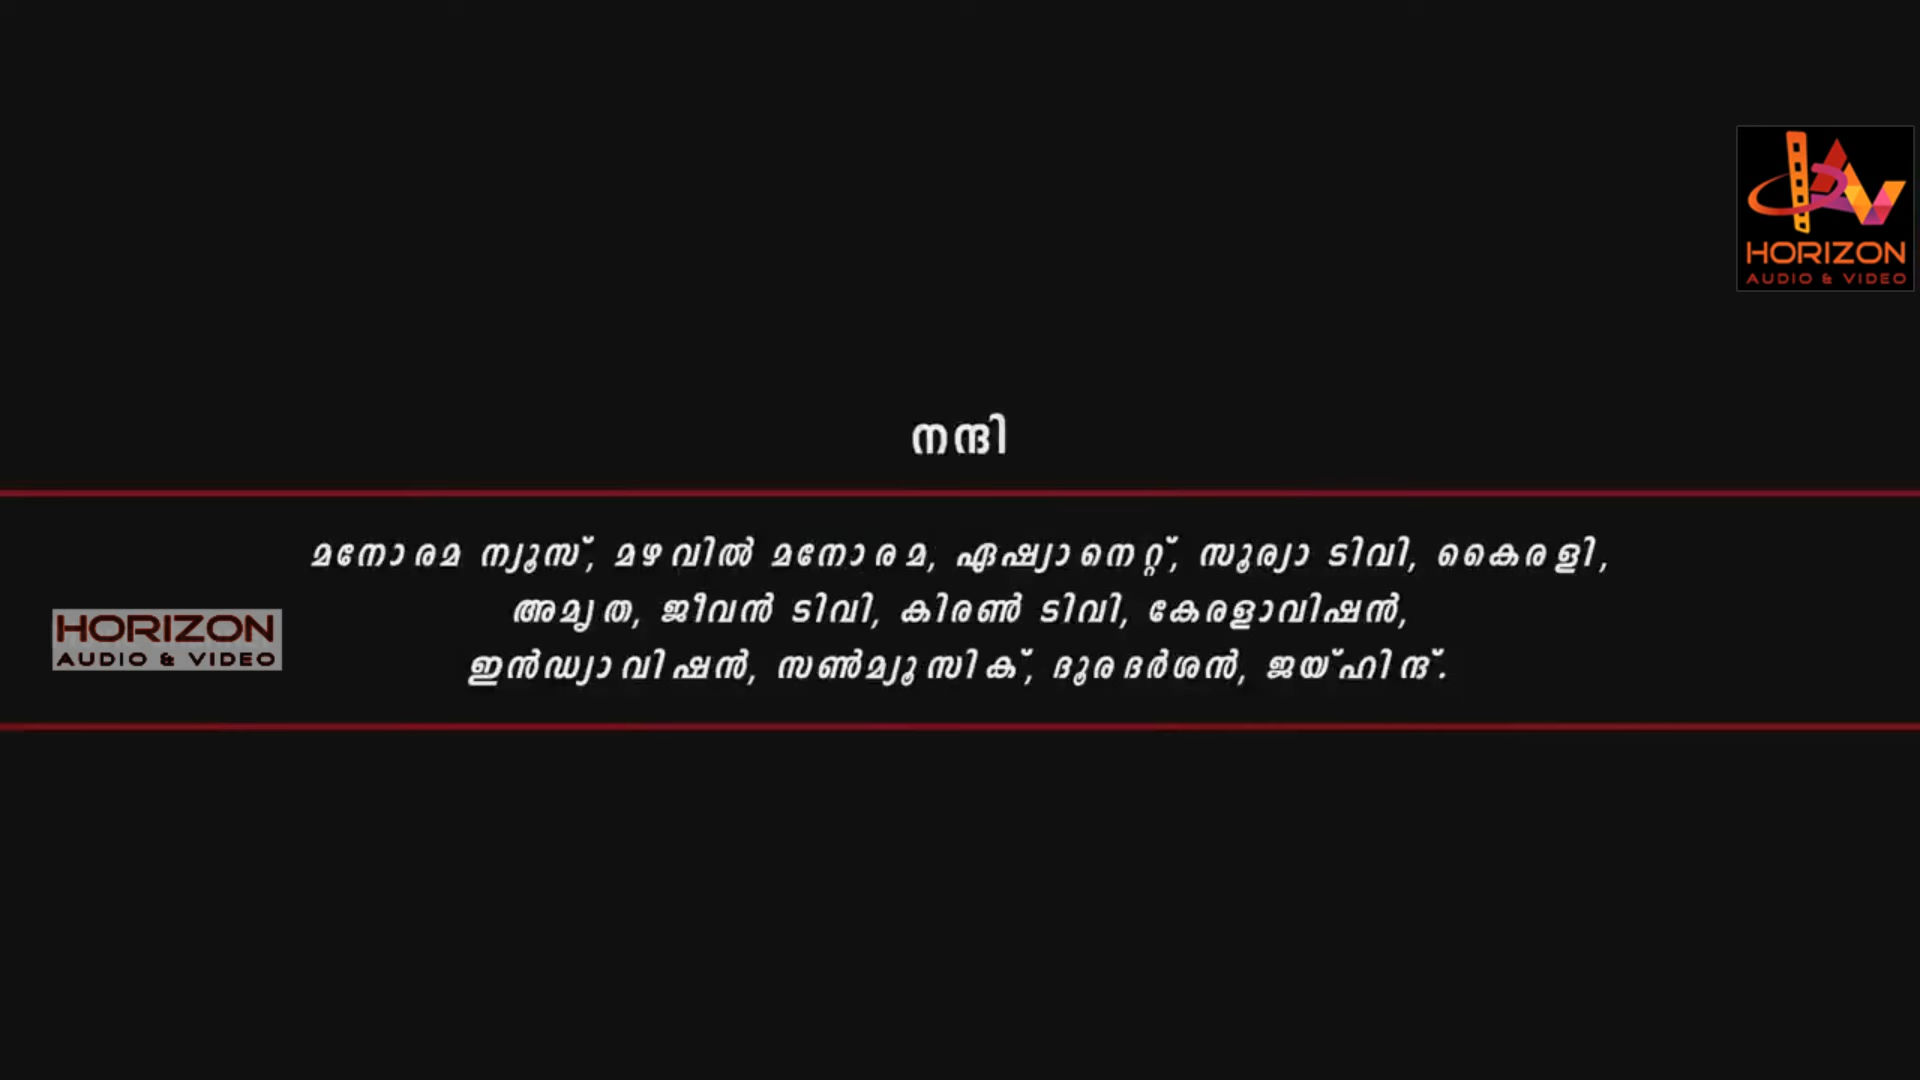 HORIZON
AUDIO & VIDEO
നന്ദി
മനോരമ ന്യൂസ്, മഴവിൽ മനോരമ, ഏഷ്യാനെറ്റ്, സൂര്യാ ടിവി, കൈരളി,
അമൃത, ജീവൻ ടിവി, കിരൺ ടിവി, കേരളാവിഷൻ,
ഇൻഡ്യാവിഷൻ, സൺമ്യൂസിക്, ദൂരദർശൻ, ജയ്ഹിന്ദ്.
HORIZON
AUDIO & VIDEO